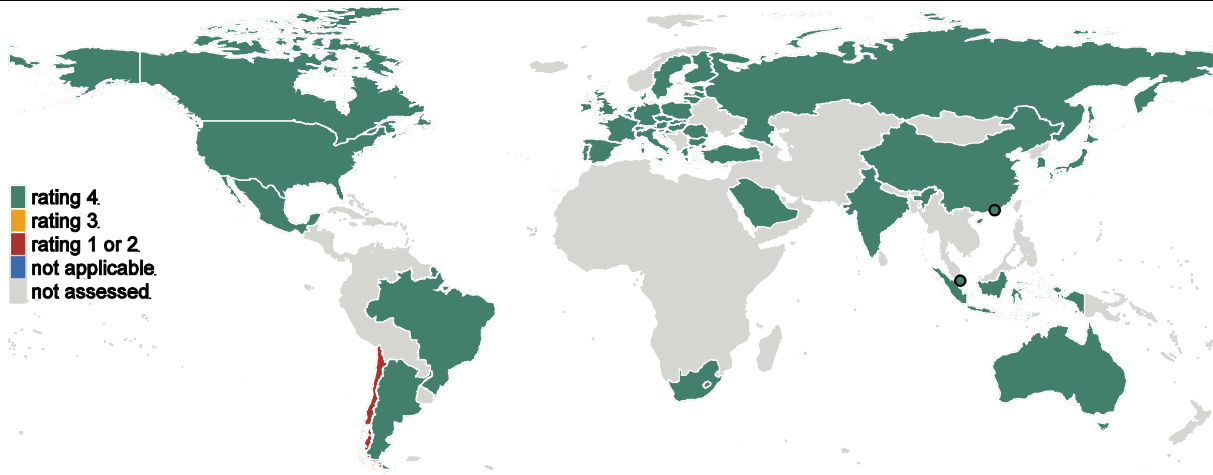 rating 4.
rating 3.
rating 1 or 2.
not applicable.
not assessed.